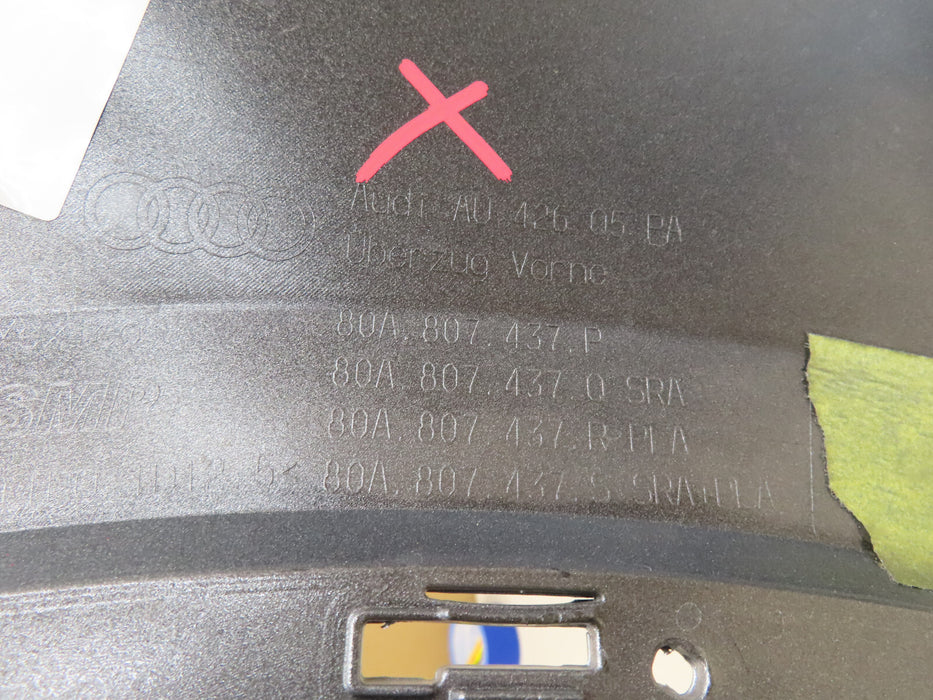 Audi AU 426 05 BA
Überzug Vorne
80A.807.437.P
80A.807.437.Q SRA
80A.807.437.R PLA
80A.807.437.S SRA+PLA